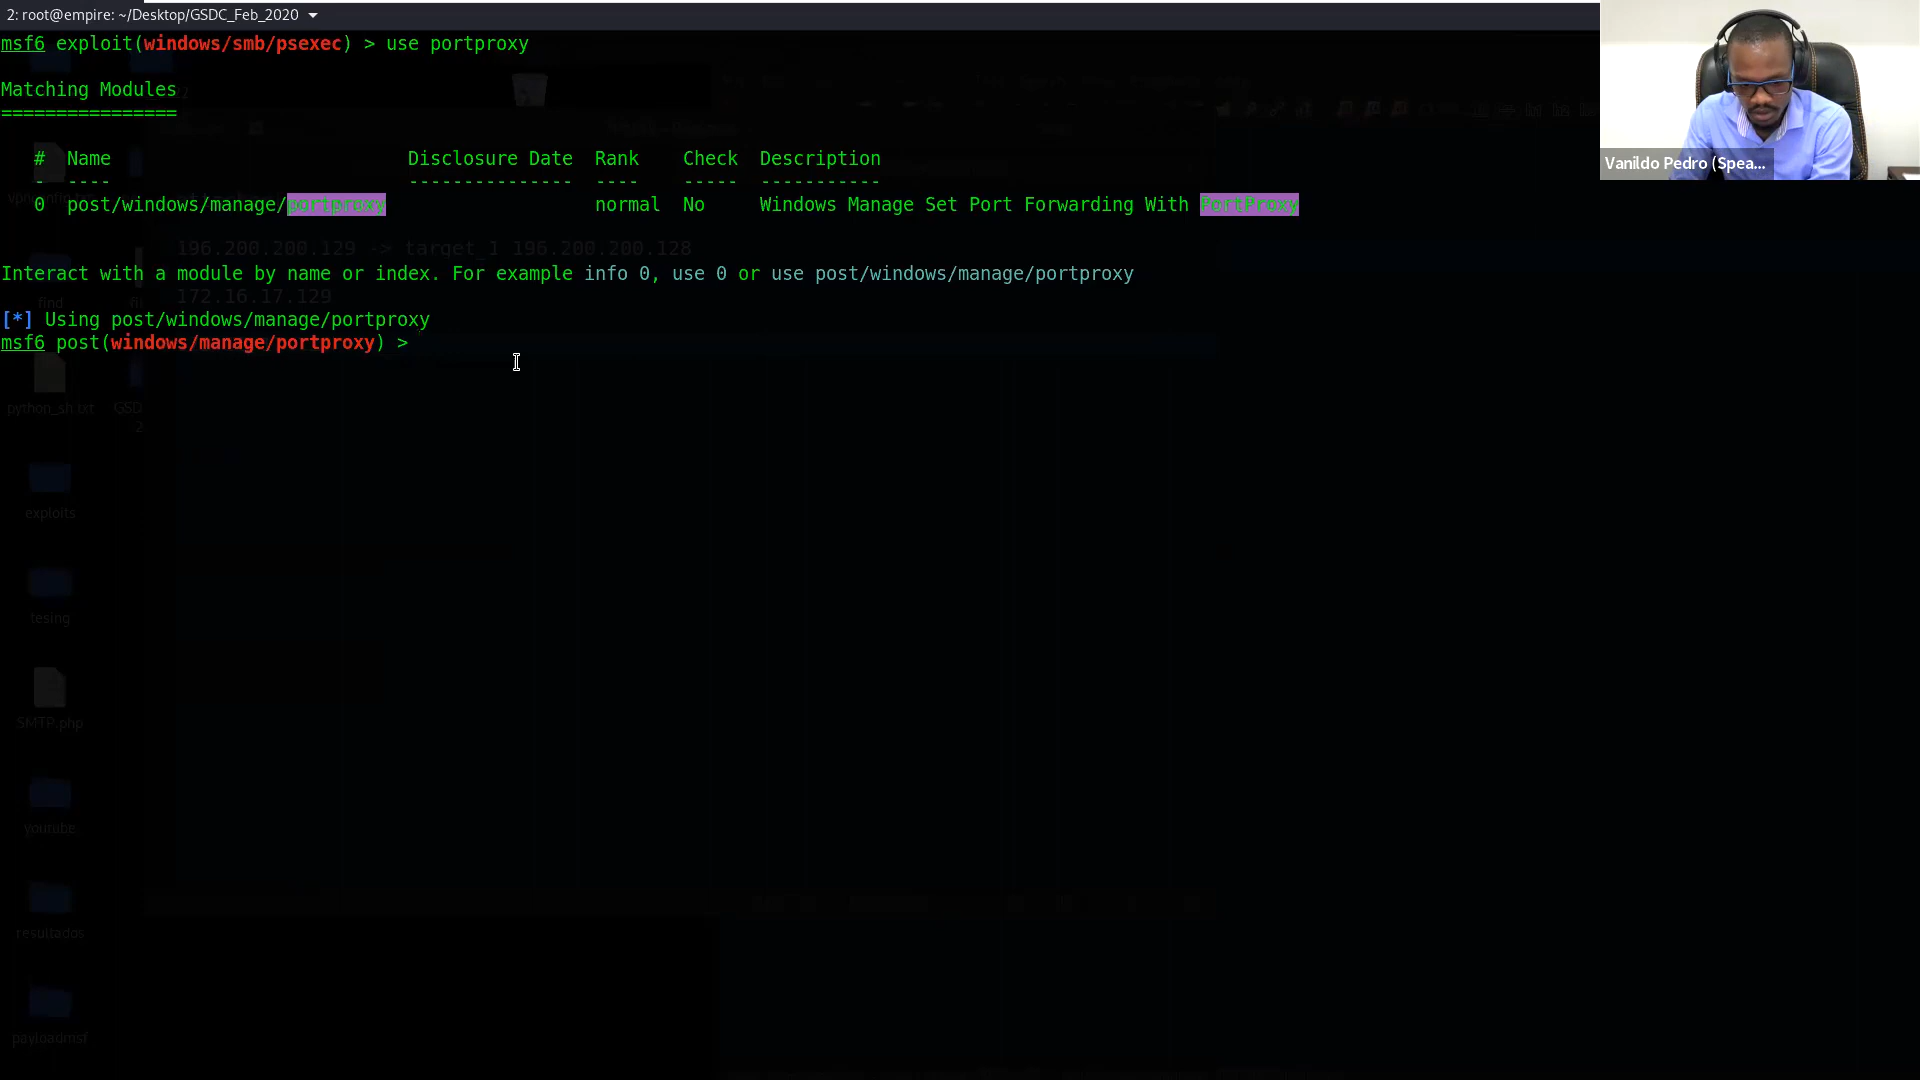 2: root@empire: ~/Desktop/GSDC_Feb_2020
msf6 exploit(windows/smb/psexec) > use portproxy
Matching Modules
================
# Name Disclosure Date Rank Check Description
- ---- --------------- ---- ----- -----------
0 post/windows/manage/portproxy normal No Windows Manage Set Port Forwarding With PortProxy
196.200.200.129 -> target_1 196.200.200.128
Interact with a module by name or index. For example info 0, use 0 or use post/windows/manage/portproxy
172.16.17.129
[*] Using post/windows/manage/portproxy
msf6 post(windows/manage/portproxy) >
Vanildo Pedro (Spea...
find
python_sh.txt
GSD
2
exploits
tesing
SMTP.php
youtube
resultados
payloadmsf